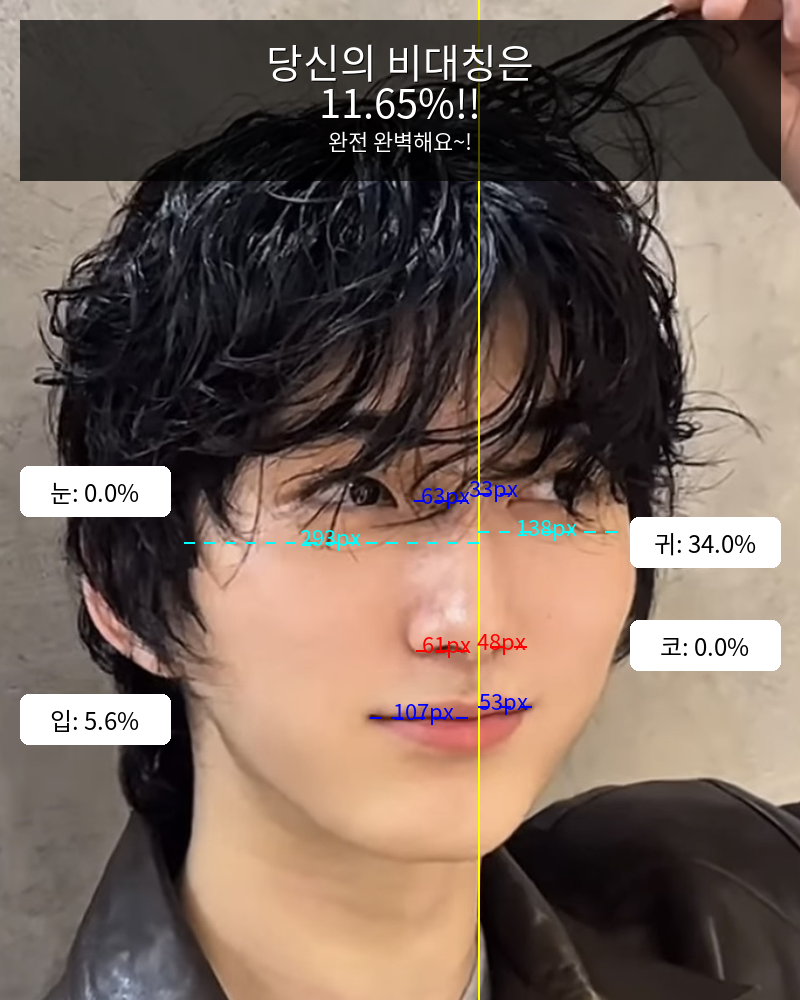 당신의 비대칭은
11.65%!!
완전 완벽해요~!
눈: 0.0%
63px
33px
293px
138px
귀: 34.0%
61px
48px
코: 0.0%
입: 5.6%
107px
53px